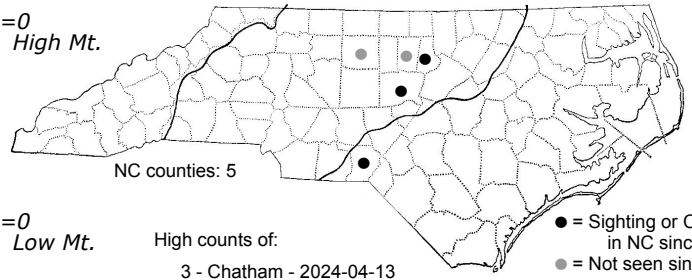 =0
High Mt.
NC counties: 5
=0
Low Mt.
High counts of:
3 - Chatham - 2024-04-13
● = Sighting or
in NC sinc
● = Not seen sin